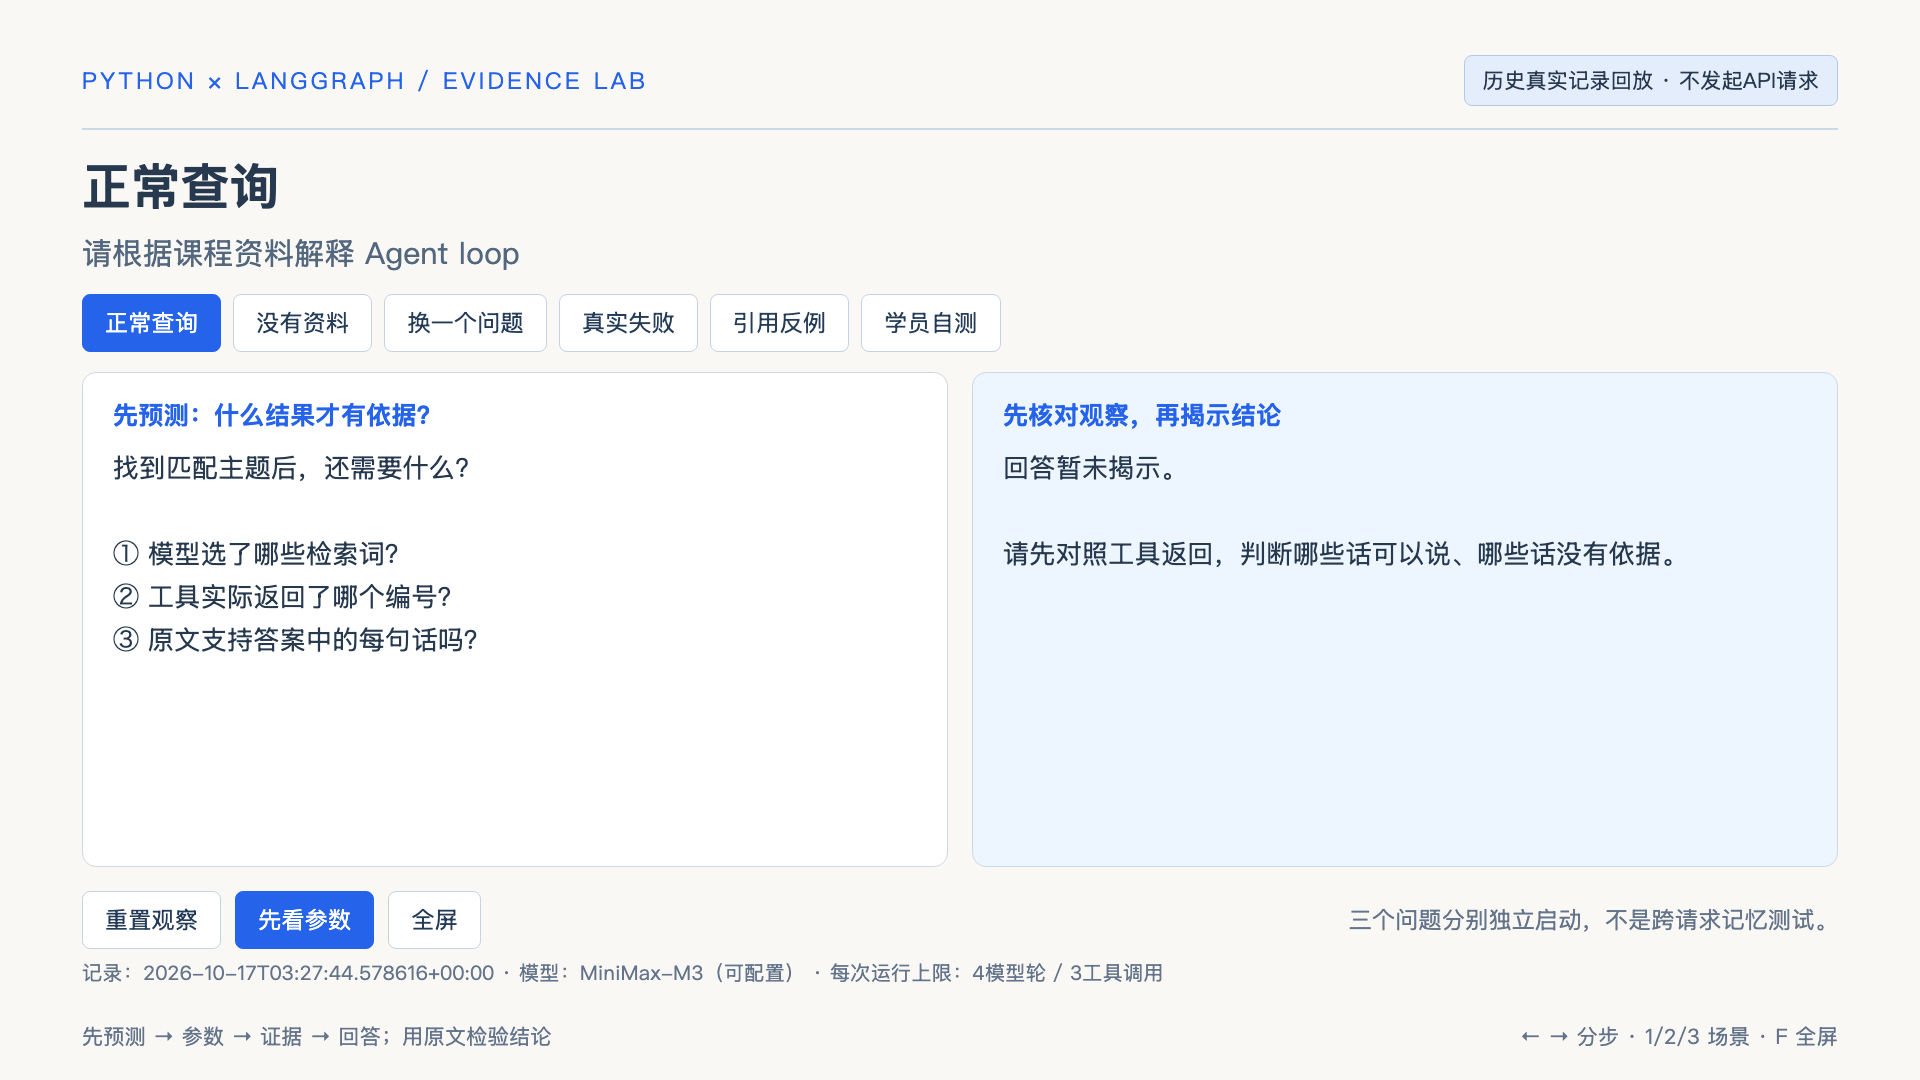 PYTHON × LANGGRAPH / EVIDENCE LAB
历史真实记录回放 · 不发起API请求
正常查询
请根据课程资料解释 Agent loop
正常查询
没有资料
换一个问题
真实失败
引用反例
学员自测
先预测：什么结果才有依据？
找到匹配主题后，还需要什么？
① 模型选了哪些检索词？
② 工具实际返回了哪个编号？
③ 原文支持答案中的每句话吗？
先核对观察，再揭示结论
回答暂未揭示。
请先对照工具返回，判断哪些话可以说、哪些话没有依据。
重置观察
先看参数
全屏
三个问题分别独立启动，不是跨请求记忆测试。
记录：2026-10-17T03:27:44.578616+00:00 · 模型：MiniMax-M3（可配置） · 每次运行上限：4模型轮 / 3工具调用
先预测 → 参数 → 证据 → 回答；用原文检验结论
← → 分步 · 1/2/3 场景 · F 全屏